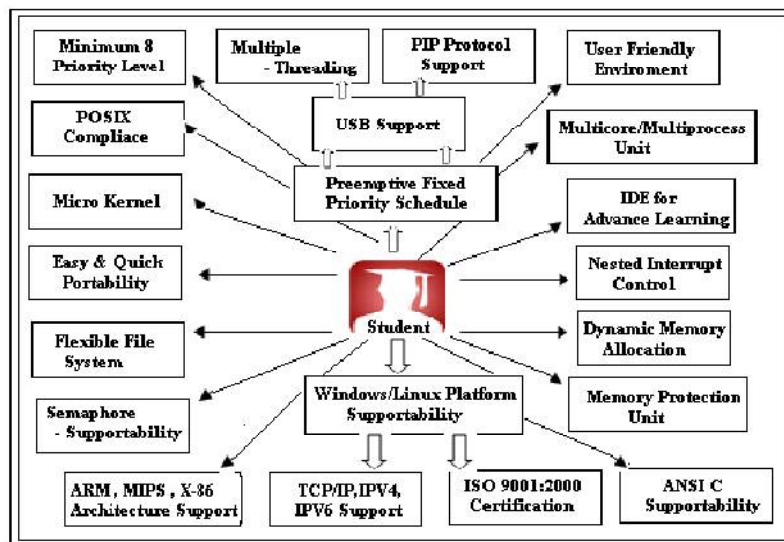 Minimum 8
Priority Level
Multiple
- Threading
PIP Protocol
Support
User Friendly
Enviroment
POSIX
Compliace
USB Support
Multicore/Multiprocess
Unit
Micro Kernel
Preemptive Fixed
Priority Schedule
IDE for
Advance Learning
Easy & Quick
Portability
Nested Interrupt
Control
Student
Flexible File
System
Dynamic Memory
Allocation
Windows/Linux Platform
Supportability
Memory Protection
Unit
Semaphore
- Supportability
ARM , MIPS , X-86
Architecture Support
TCP/IP,IPV4,
IPV6 Support
ISO 9001:2000
Certification
ANSI C
Supportability